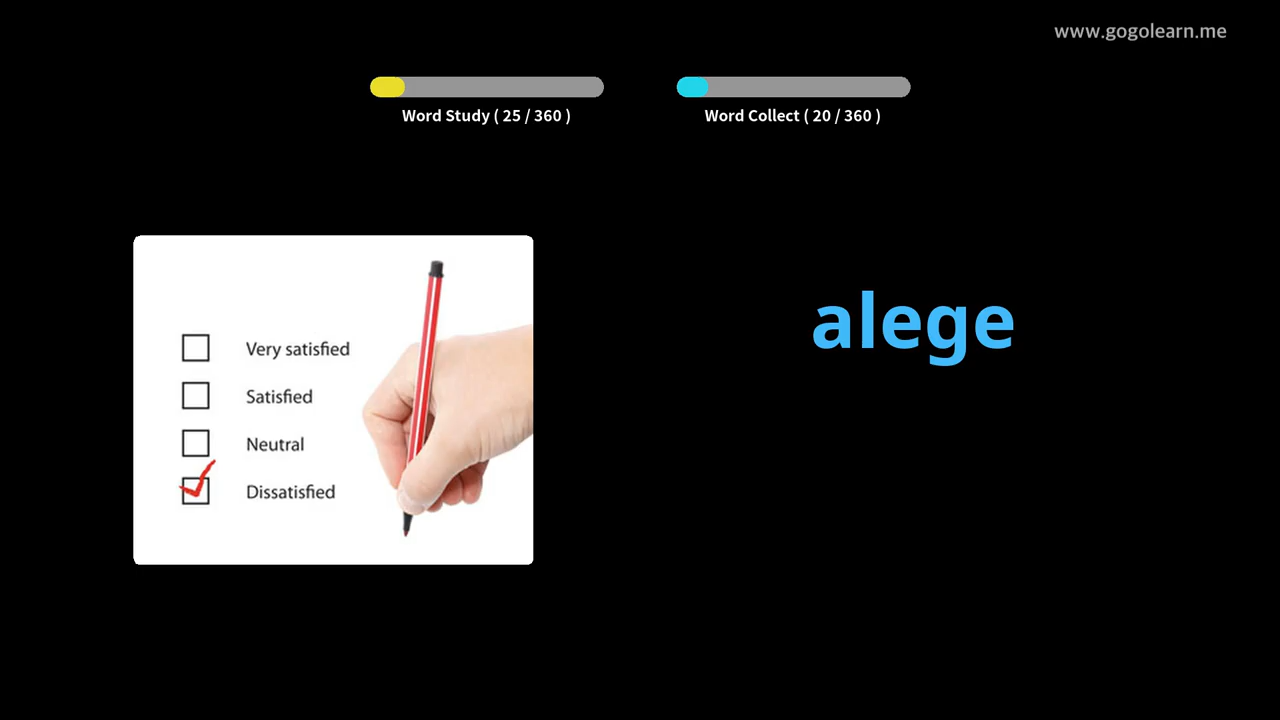 www.gogolearn.me
Word Study ( 25 / 360 )
Word Collect ( 20 / 360 )
Very satisfied
Satisfied
Neutral
Dissatisfied
alege